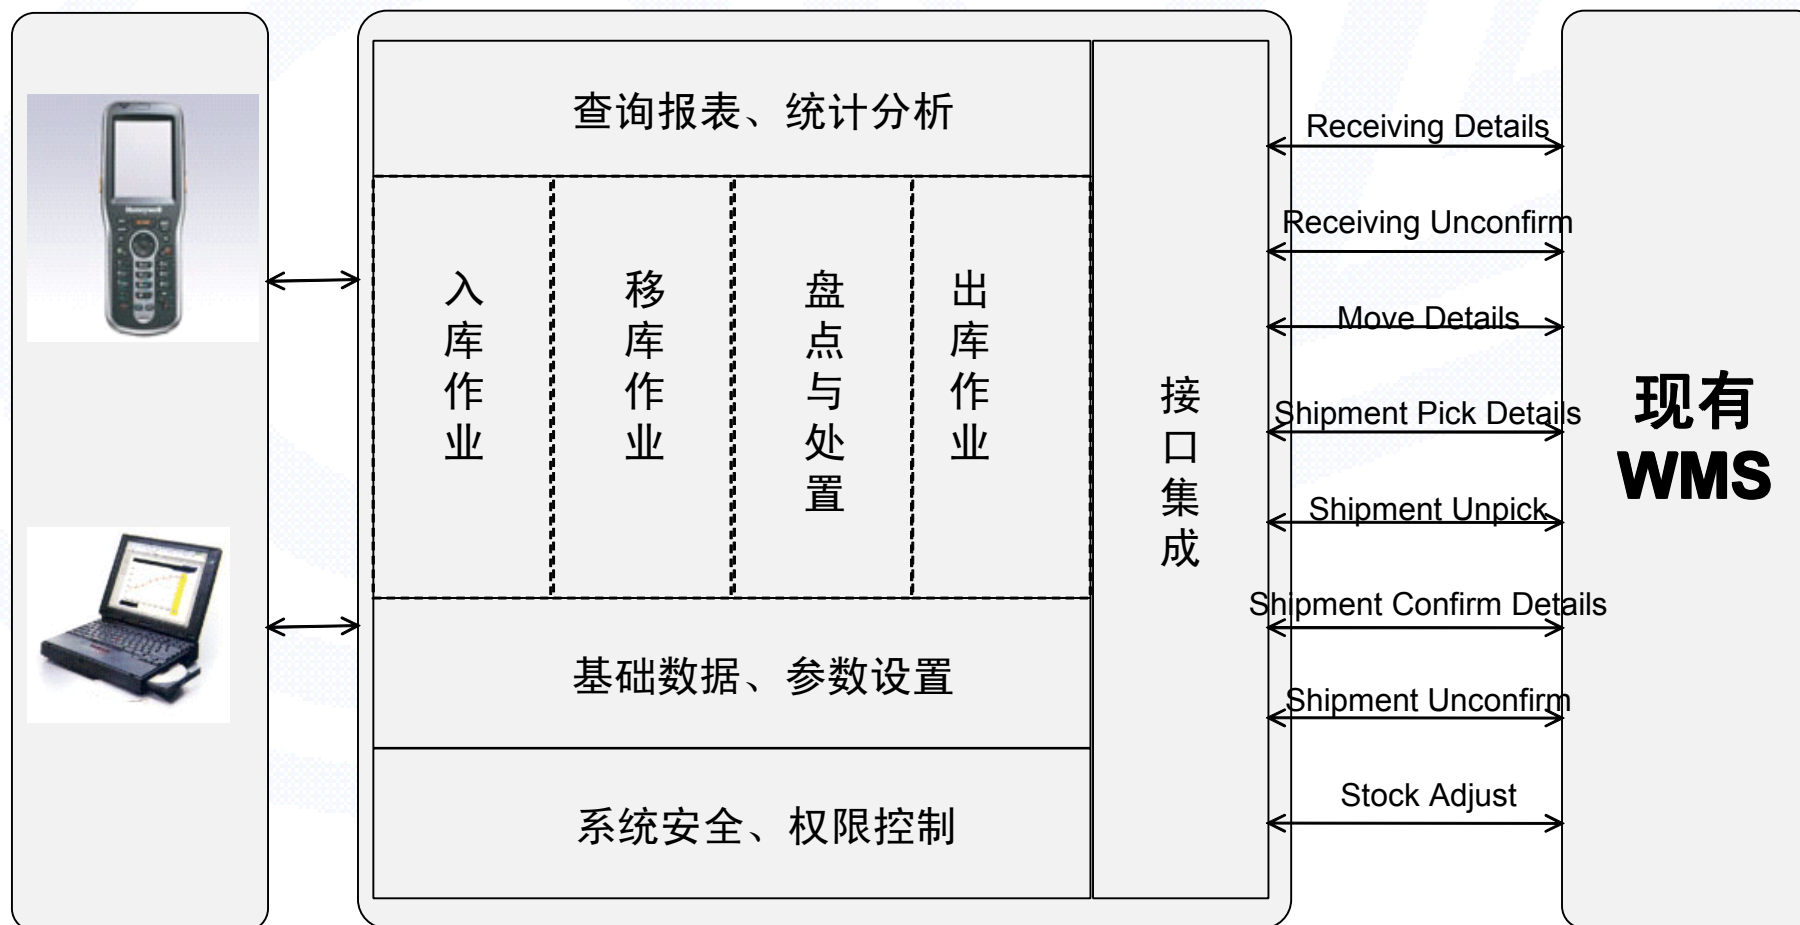 查询报表、统计分析
入库作业
移库作业
盘点与处置
出库作业
基础数据、参数设置
系统安全、权限控制
接口集成
Receiving Details
Receiving Unconfirm
Move Details
Shipment Pick Details
Shipment Unpick
Shipment Confirm Details
Shipment Unconfirm
Stock Adjust
现有
WMS
Honeywell